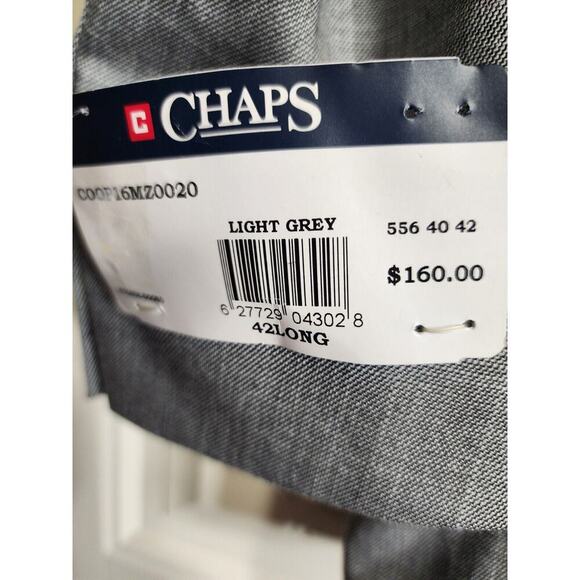 C CHAPS
COOP16MZ0020
LIGHT GREY
556 40 42
$160.00
6 27729 04302 8
42LONG